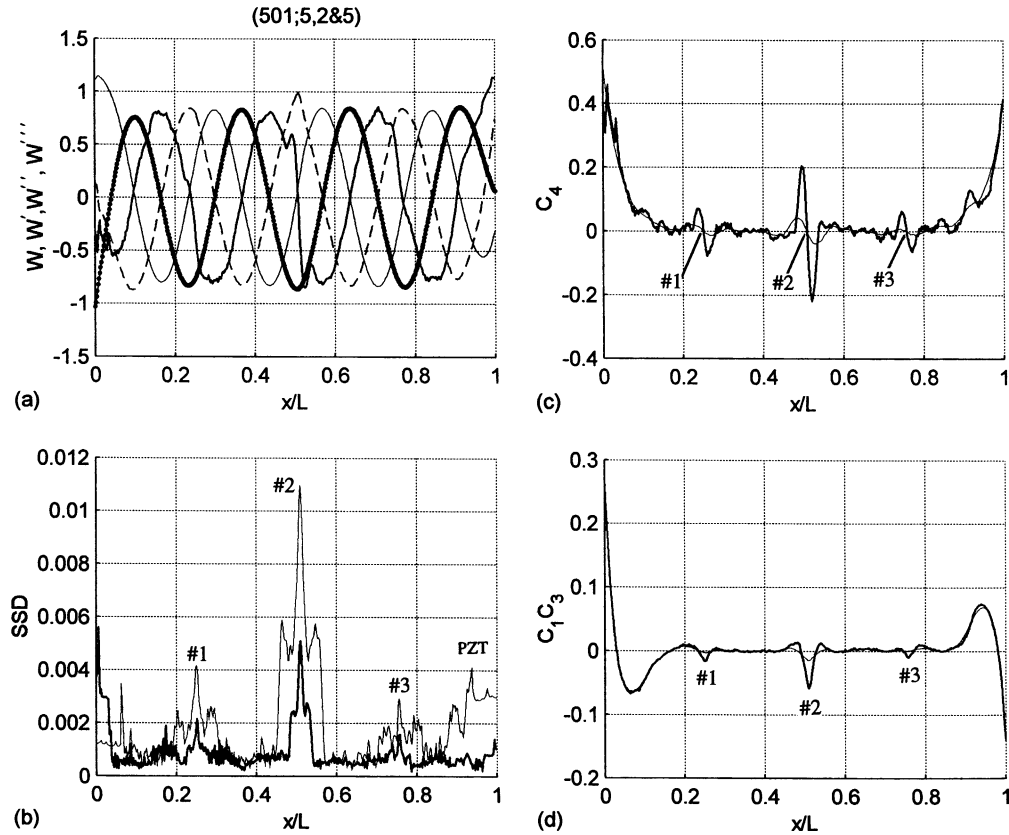 (501;5,2&5)
1.5
1
0.5
0
-0.5
-1
-1.5
W, W', W'', W'''
0 0.2 0.4 0.6 0.8 1
x/L
(a)
0.6
0.4
0.2
0
-0.2
-0.4
C4
#1
#2
#3
0 0.2 0.4 0.6 0.8 1
x/L
(c)
0.012
0.01
0.008
0.006
0.004
0.002
0
SSD
#1
#2
#3
PZT
0 0.2 0.4 0.6 0.8 1
x/L
(b)
0.3
0.2
0.1
0
-0.1
-0.2
C1C3
#1
#2
#3
0 0.2 0.4 0.6 0.8 1
x/L
(d)